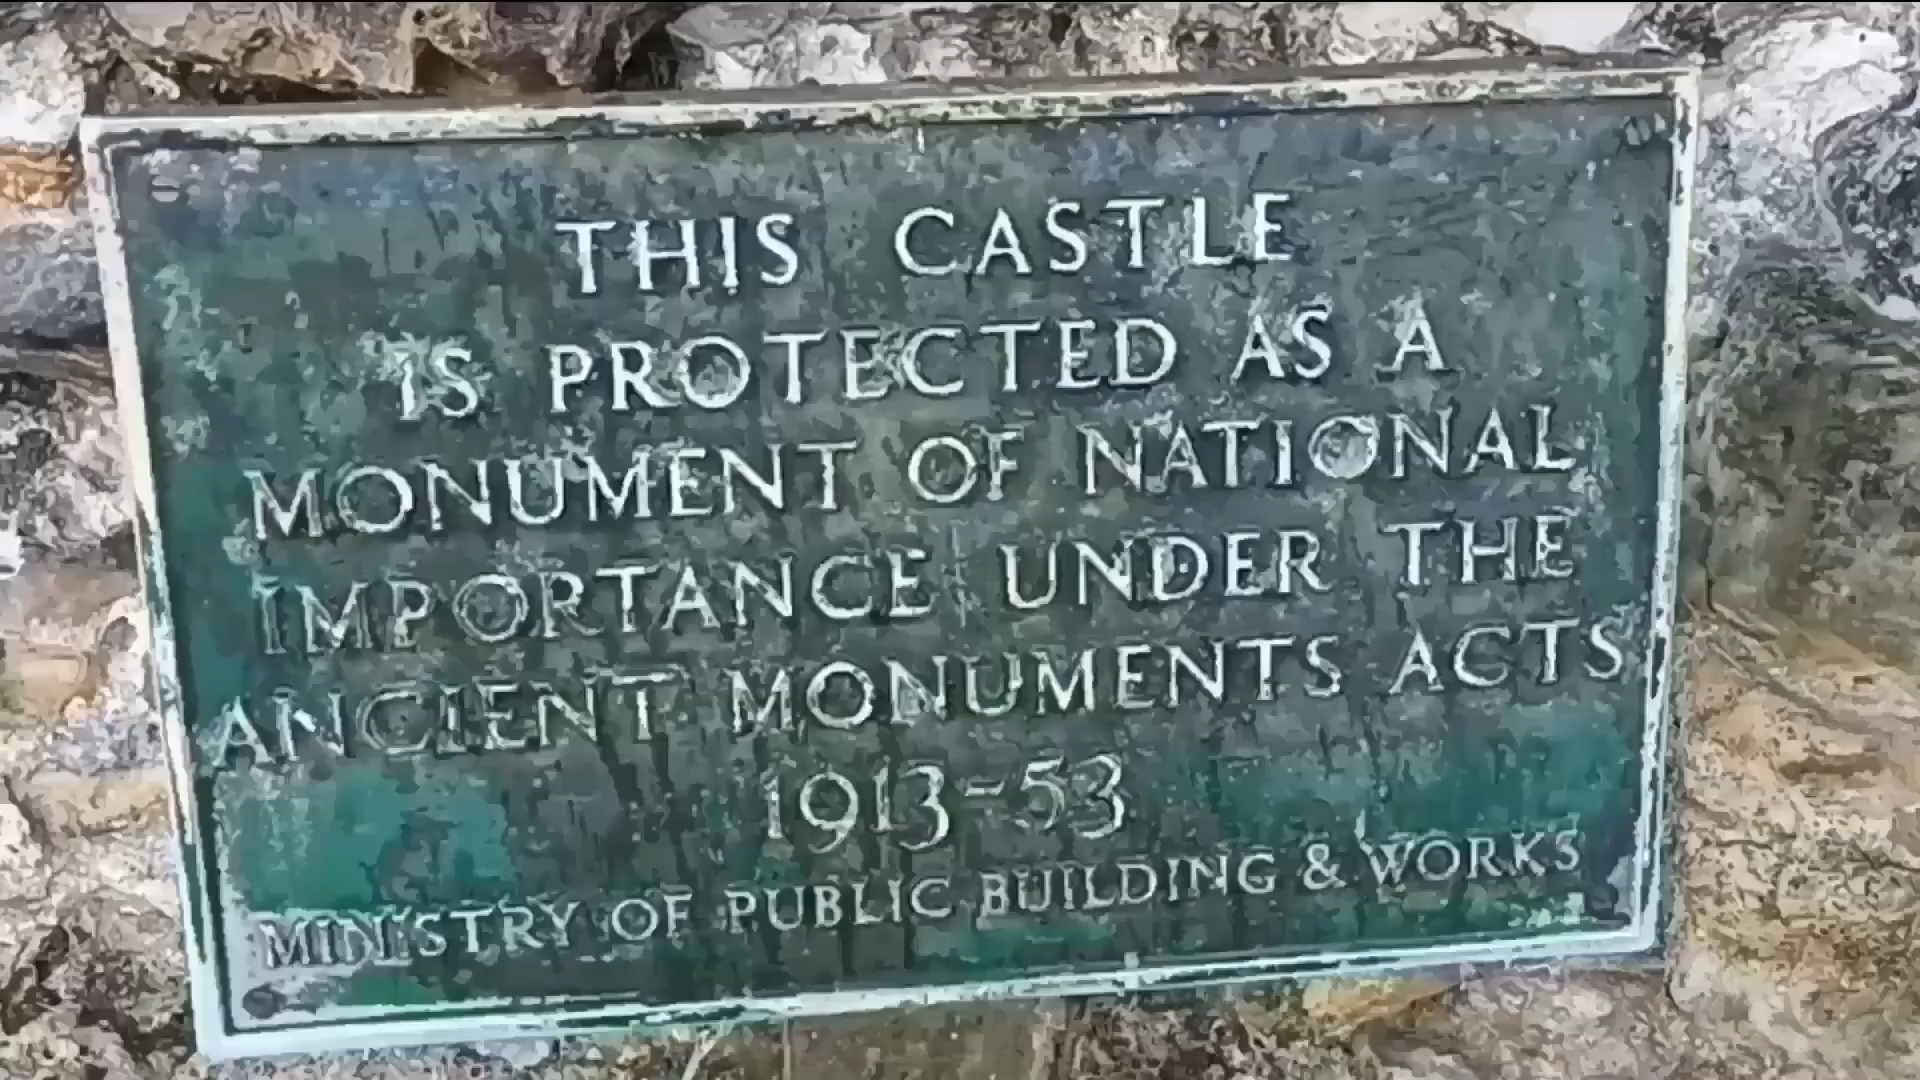 THIS CASTLE
IS PROTECTED AS A
MONUMENT OF NATIONAL
IMPORTANCE UNDER THE
ANCIENT MONUMENTS ACTS
1913-53
MINISTRY OF PUBLIC BUILDING & WORKS